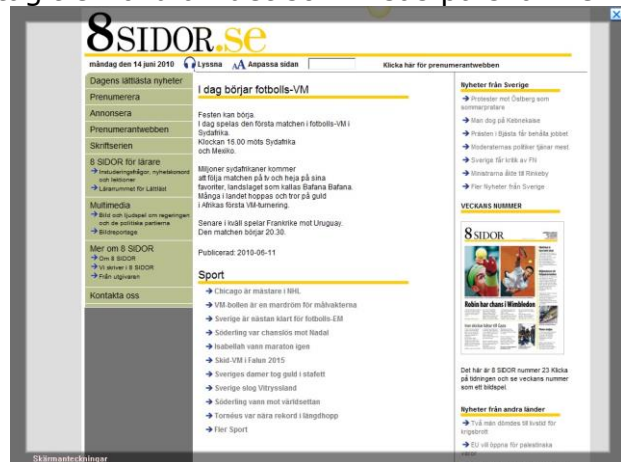 8 SIDOR.se
måndag den 14 juni 2010
Lyssna
AA Anpassa sidan
Klicka här för prenumerantwebben
Dagens lättlästa nyheter
Prenumerera
Annonsera
Prenumerantwebben
Skriftserien
8 SIDOR för lärare
Instuderingsfrågor, nyhetskorsord
och lektioner
Lärarnummret för Lättläst
Multimedia
Bild och ljudspel om regeringen
och de politiska partierna
Bildreportage
Mer om 8 SIDOR
Om 8 SIDOR
Vi skriver i 8 SIDOR
Från utgivaren
Kontakta oss
I dag börjar fotbolls-VM
Festen kan börja.
I dag spelas den första matchen i fotbolls-VM i
Sydafrika.
Klockan 16.00 möts Sydafrika
och Mexiko.
Miljoner sydafrikaner kommer
att följa matchen på tv och heja på sina
favoriter, landslaget som kallas Bafana Bafana.
Många i landet hoppas och tror på guld
i Afrikas första VM-turnering.
Senare i kväll spelar Frankrike mot Uruguay.
Den matchen börjar 20.30.
Publicerad: 2010-06-11
Sport
Chicago är mästare i NHL
VM-bollen är en mardröm för målvakterna
Sverige är nästan klart för fotbolls-EM
Söderling var chanslös mot Nadal
Isabellah vann maraton igen
Skid-VM i Falun 2015
Sveriges damer tog guld i stafett
Sverige slog Vitryssland
Söderling vann mot världsettan
Tornéus var nära rekord i längdhopp
Fler Sport
Nyheter från Sverige
Protester mot Östberg som
sommarpratare
Man dog på Kebnekaise
Prästen i Bjästa får behålla jobbet
Moderaternas politiker tjänar mest
Sverige får kritik av FN
Ministrarna åkte till Rinkeby
Fler Nyheter från Sverige
VECKANS NUMMER
8 SIDOR
Robin har chans i Wimbledon
Det här är 8 SIDOR nummer 23 Klicka
på tidningen och se veckans nummer
som ett bildspel.
Nyheter från andra länder
Två män dömdes till livstid för
krigsbrott
EU vill öppna för palestinska
Skärmanteckningar